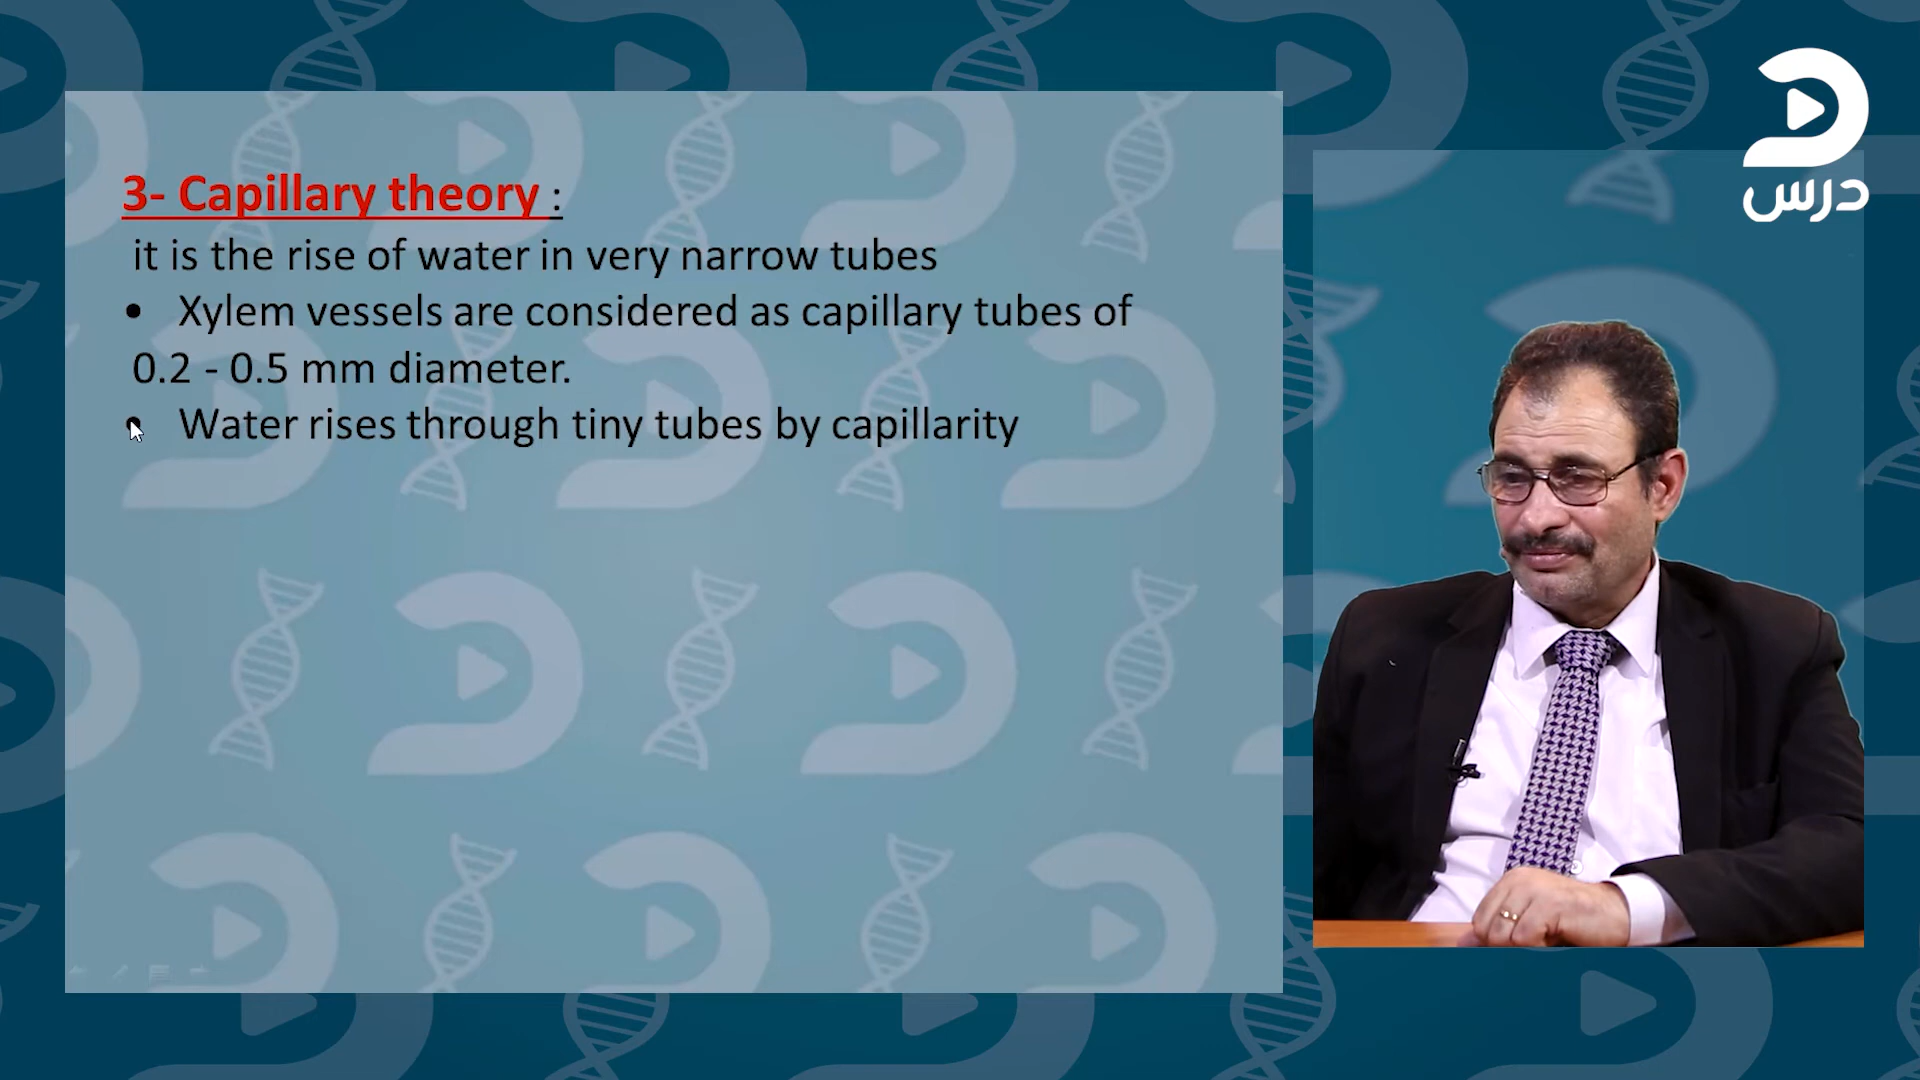 3- Capillary theory :
it is the rise of water in very narrow tubes
• Xylem vessels are considered as capillary tubes of
0.2 - 0.5 mm diameter.
• Water rises through tiny tubes by capillarity
درس